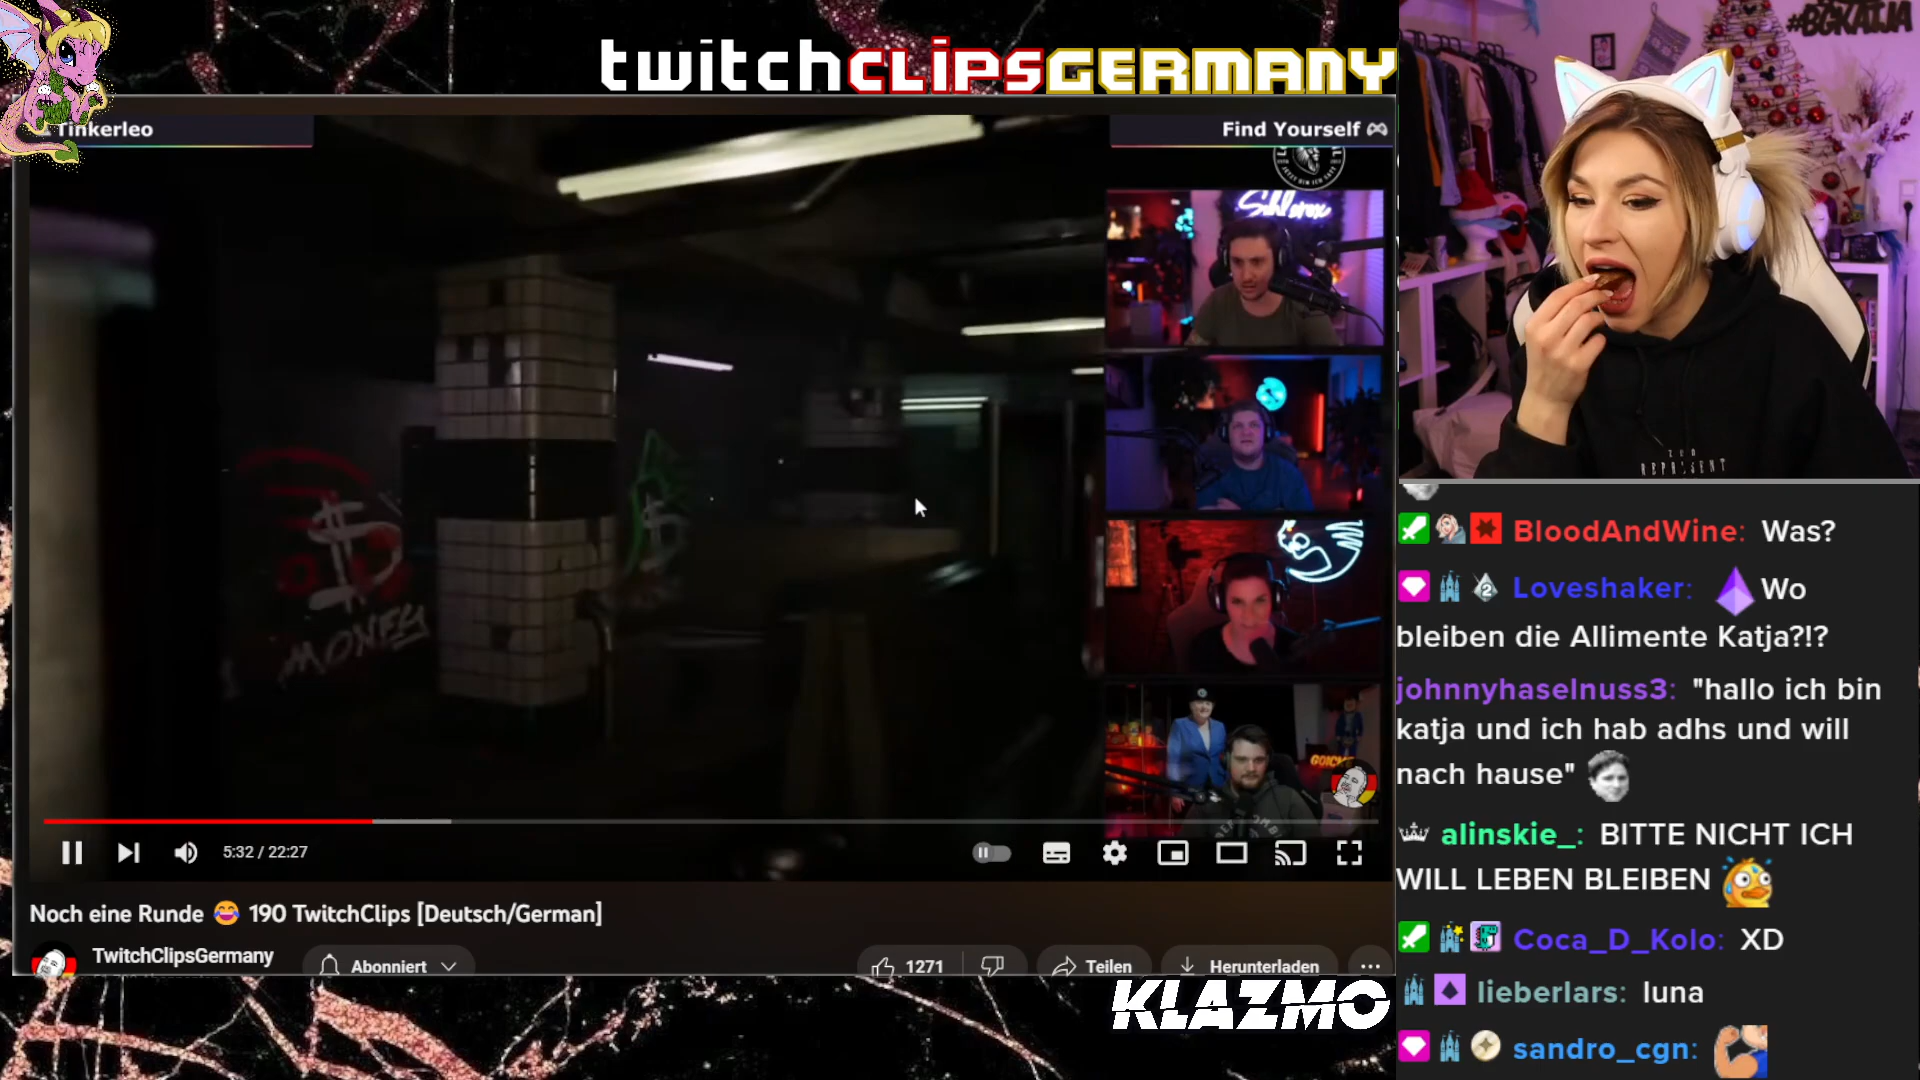 twitchCLIPSGERMANY
#BGKATJA
Tinkerleo
Find Yourself
MONEY
REPRESENT
5:32 / 22:27
Noch eine Runde 😂 190 TwitchClips [Deutsch/German]
TwitchClipsGermany
Abonniert
1271
Teilen
Herunterladen
KLAZMO
BloodAndWine: Was?
Loveshaker: Wo
bleiben die Allimente Katja?!?
johnnyhaselnuss3: "hallo ich bin
katja und ich hab adhs und will
nach hause"
alinskie_: BITTE NICHT ICH
WILL LEBEN BLEIBEN
Coca_D_Kolo: XD
lieberlars: luna
sandro_cgn: